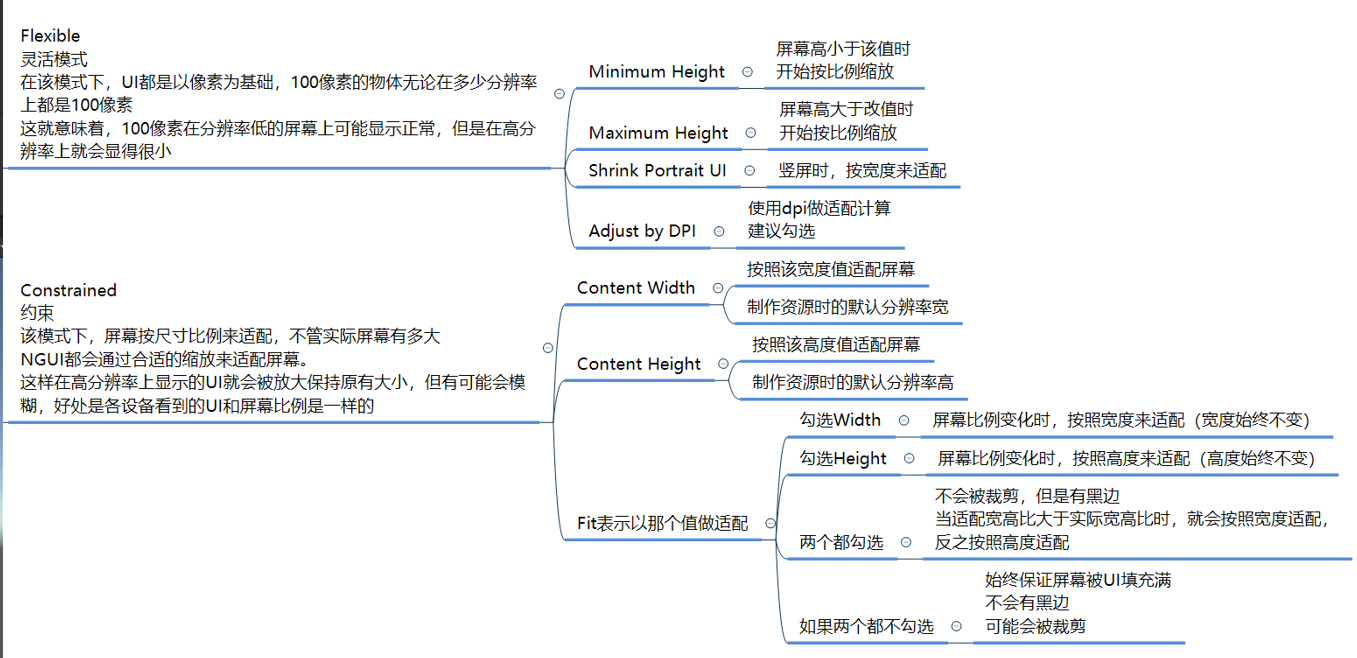 Flexible
灵活模式
在该模式下，UI都是以像素为基础，100像素的物体无论在多少分辨率
上都是100像素
这就意味着，100像素在分辨率低的屏幕上可能显示正常，但是在高分
辨率上就会显得很小
Minimum Height
屏幕高小于该值时
开始按比例缩放
Maximum Height
屏幕高大于改值时
开始按比例缩放
Shrink Portrait UI
竖屏时，按宽度来适配
Adjust by DPI
使用dpi做适配计算
建议勾选
Constrained
约束
该模式下，屏幕按尺寸比例来适配，不管实际屏幕有多大
NGUI都会通过合适的缩放来适配屏幕。
这样在高分辨率上显示的UI就会被放大保持原有大小，但有可能会模
糊，好处是各设备看到的UI和屏幕比例是一样的
Content Width
按照该宽度值适配屏幕
制作资源时的默认分辨率宽
Content Height
按照该高度值适配屏幕
制作资源时的默认分辨率高
Fit表示以那个值做适配
勾选Width
屏幕比例变化时，按照宽度来适配（宽度始终不变）
勾选Height
屏幕比例变化时，按照高度来适配（高度始终不变）
两个都勾选
不会被裁剪，但是有黑边
当适配宽高比大于实际宽高比时，就会按照宽度适配，
反之按照高度适配
如果两个都不勾选
始终保证屏幕被UI填充满
不会有黑边
可能会被裁剪